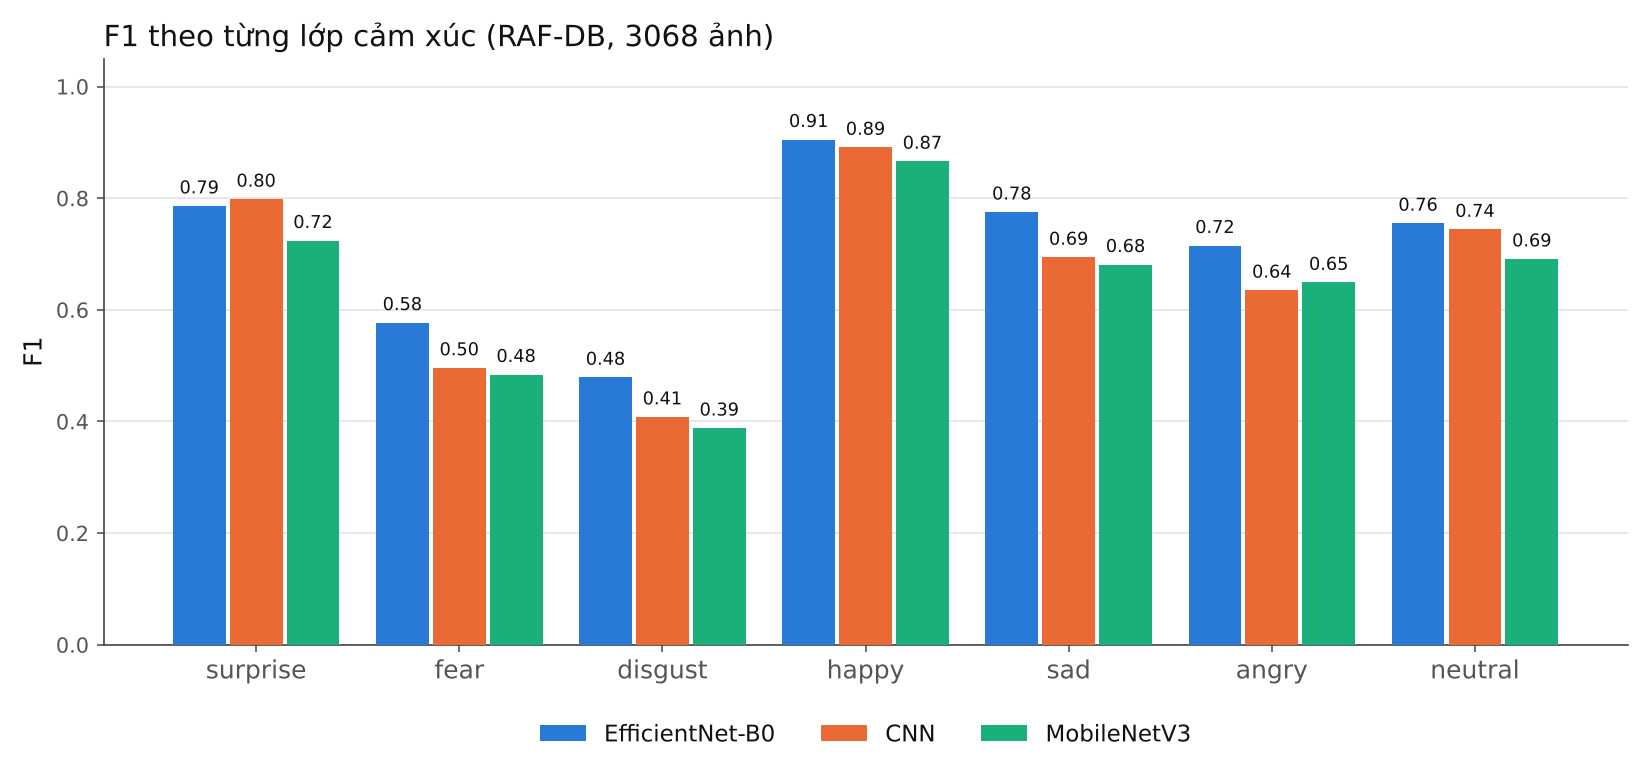 F1 theo từng lớp cảm xúc (RAF-DB, 3068 ảnh)
F1
1.0
0.8
0.6
0.4
0.2
0.0
0.79 0.80 0.72
0.58 0.50 0.48
0.48 0.41 0.39
0.91 0.89 0.87
0.78 0.69 0.68
0.72 0.64 0.65
0.76 0.74 0.69
surprise fear disgust happy sad angry neutral
EfficientNet-B0 CNN MobileNetV3